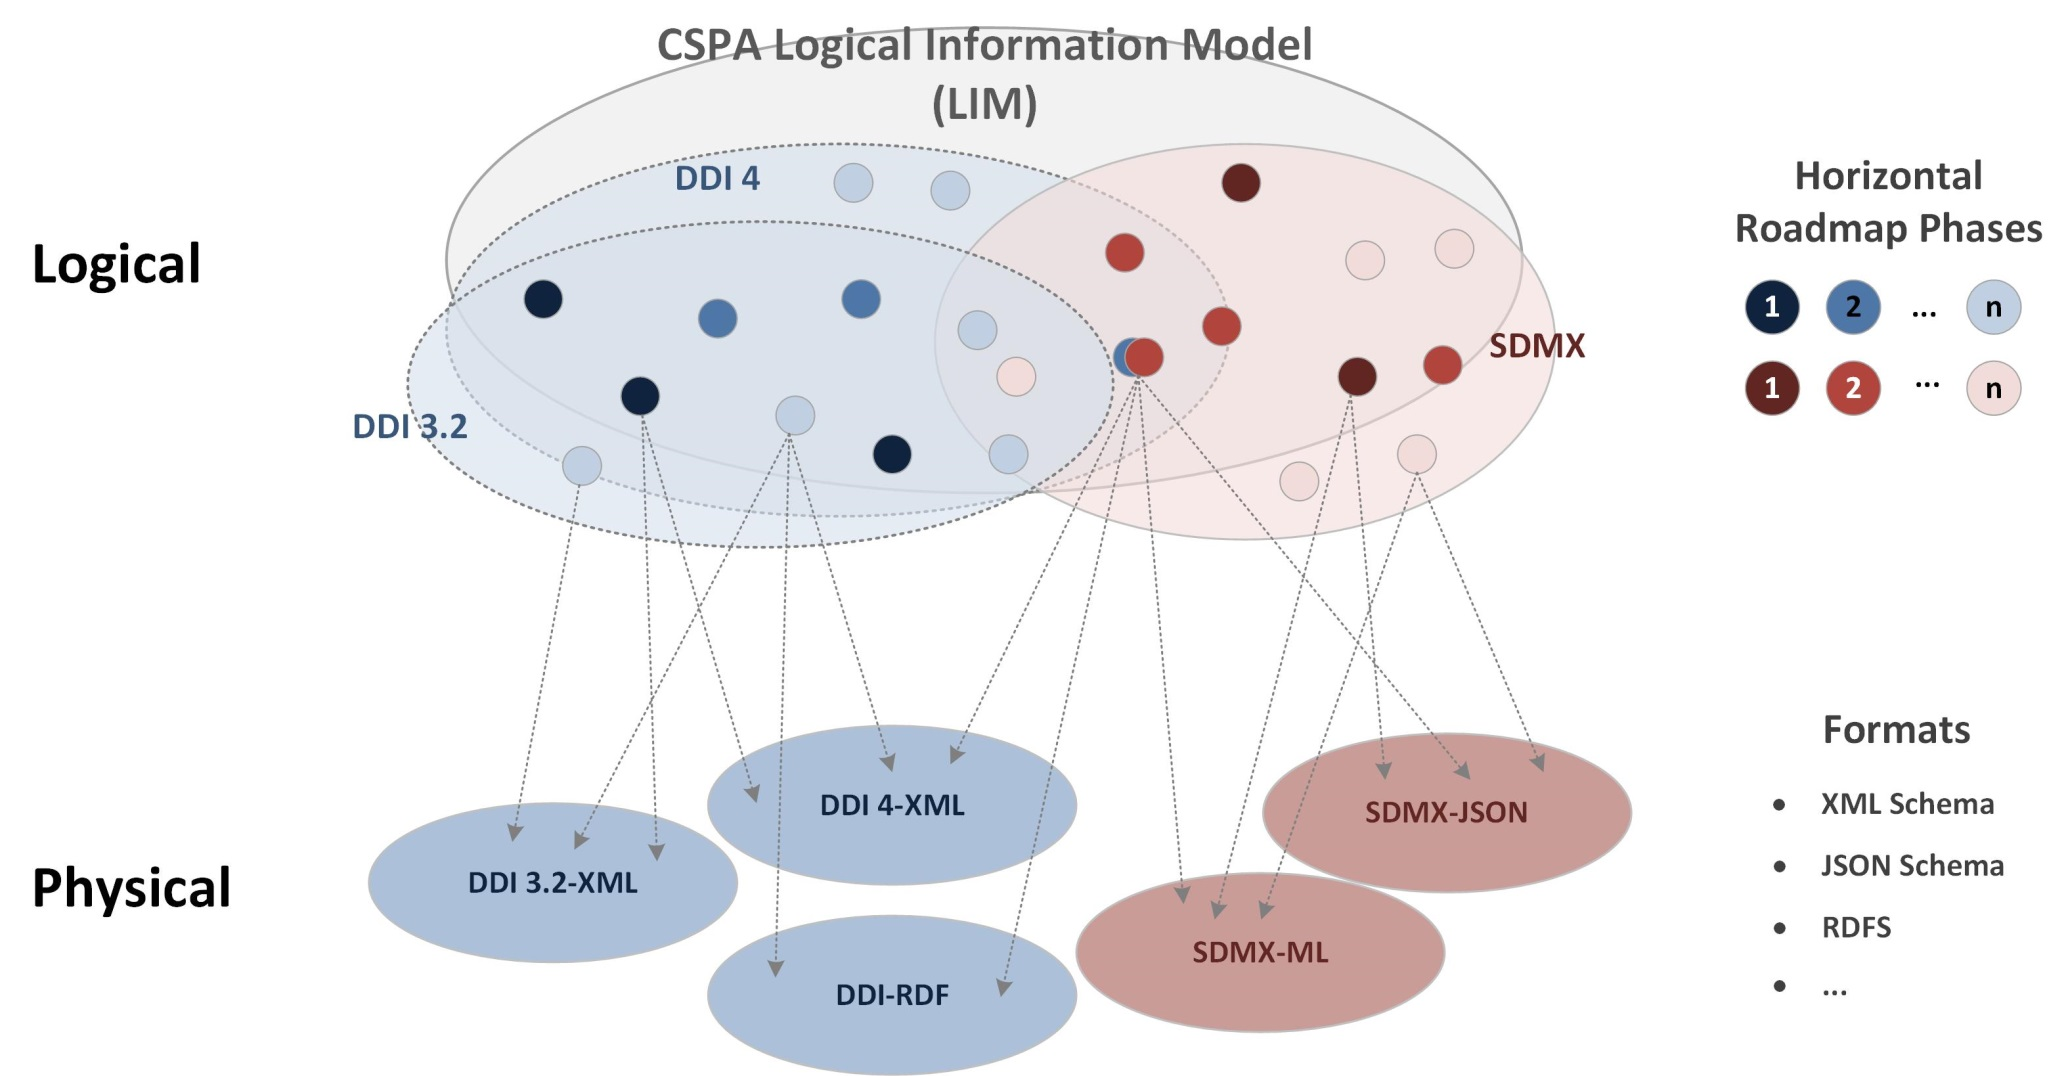 CSPA Logical Information Model
(LIM)
DDI 4
Logical
DDI 3.2
SDMX
Horizontal
Roadmap Phases
1 2 ... n
1 2 ... n
Physical
DDI 3.2-XML
DDI 4-XML
DDI-RDF
SDMX-JSON
SDMX-ML
Formats
• XML Schema
• JSON Schema
• RDFS
• ...